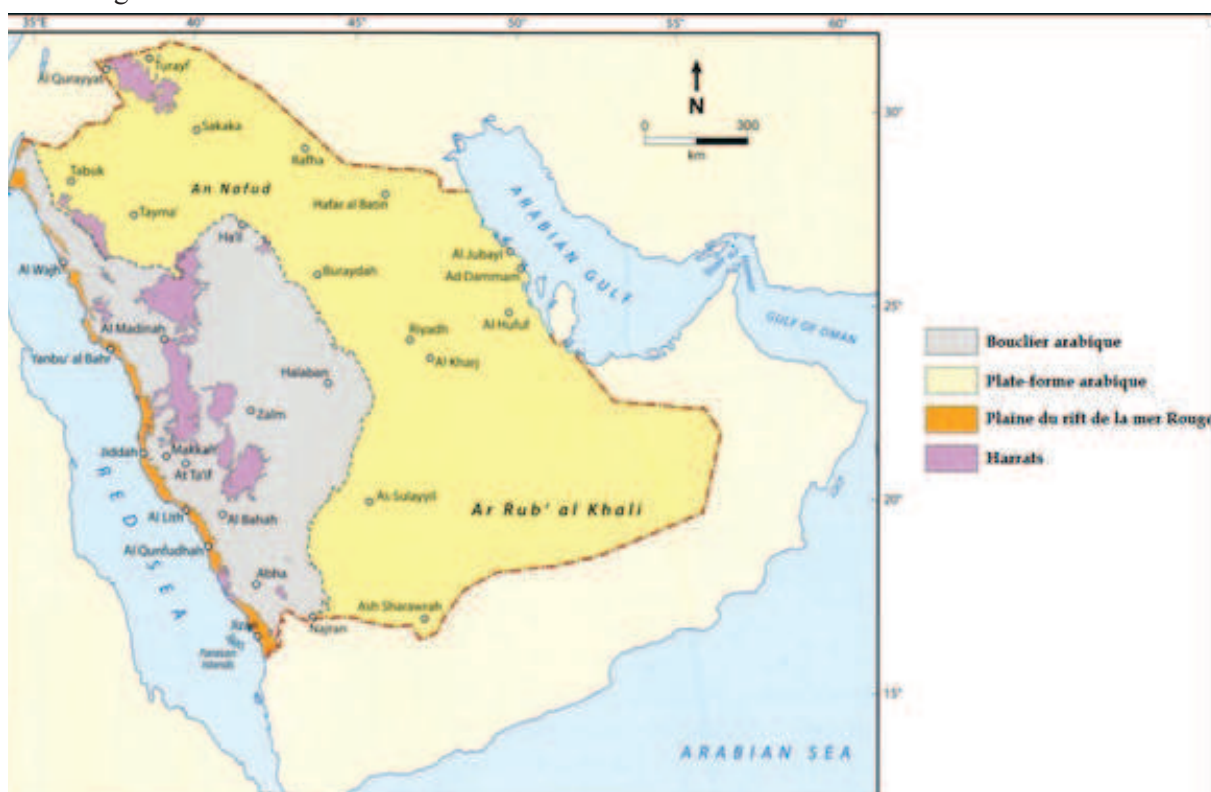 35°E 40° 45° 50° 55° 60°
Turayf
Al Qurayyat
N
30°
Sakaka
0 300
km
Rafha
Tabuk
An Nafud
Hafar al Batin
Tayma'
Ha'il
ARABIAN GULF
Al Jubayl
Al Wajh
Buraydah
Ad Dammam
25°
Al Hufuf
GULF OF OMAN
Al Madinah
Riyadh
Yanbu' al Bahr
Al Kharj
Halaban
Zalm
Jiddah
Makkah
At Ta'if
RED SEA
As Sulayyil
20°
Ar Rub' al Khali
Al Lith
Al Bahah
Al Qunfudhah
Abha
Ash Sharawrah
Najran
Farasan
Islands
15°
ARABIAN SEA
Bouclier arabique
Plate-forme arabique
Plaine du rift de la mer Rouge
Harrats